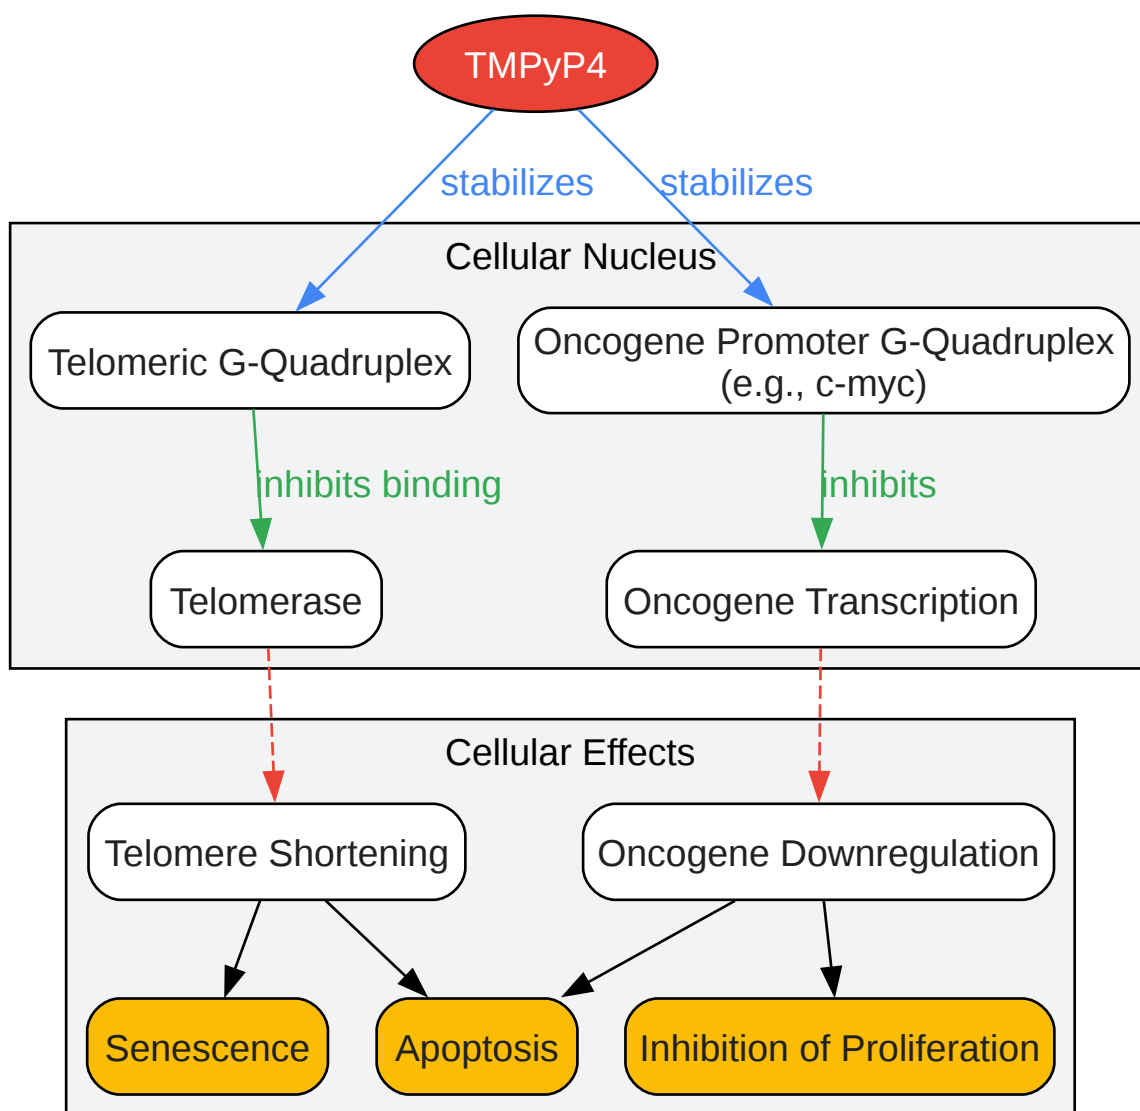 TMPyP4
stabilizes
stabilizes
Cellular Nucleus
Telomeric G-Quadruplex
Oncogene Promoter G-Quadruplex
(e.g., c-myc)
inhibits binding
inhibits
Telomerase
Oncogene Transcription
Cellular Effects
Telomere Shortening
Oncogene Downregulation
Senescence
Apoptosis
Inhibition of Proliferation